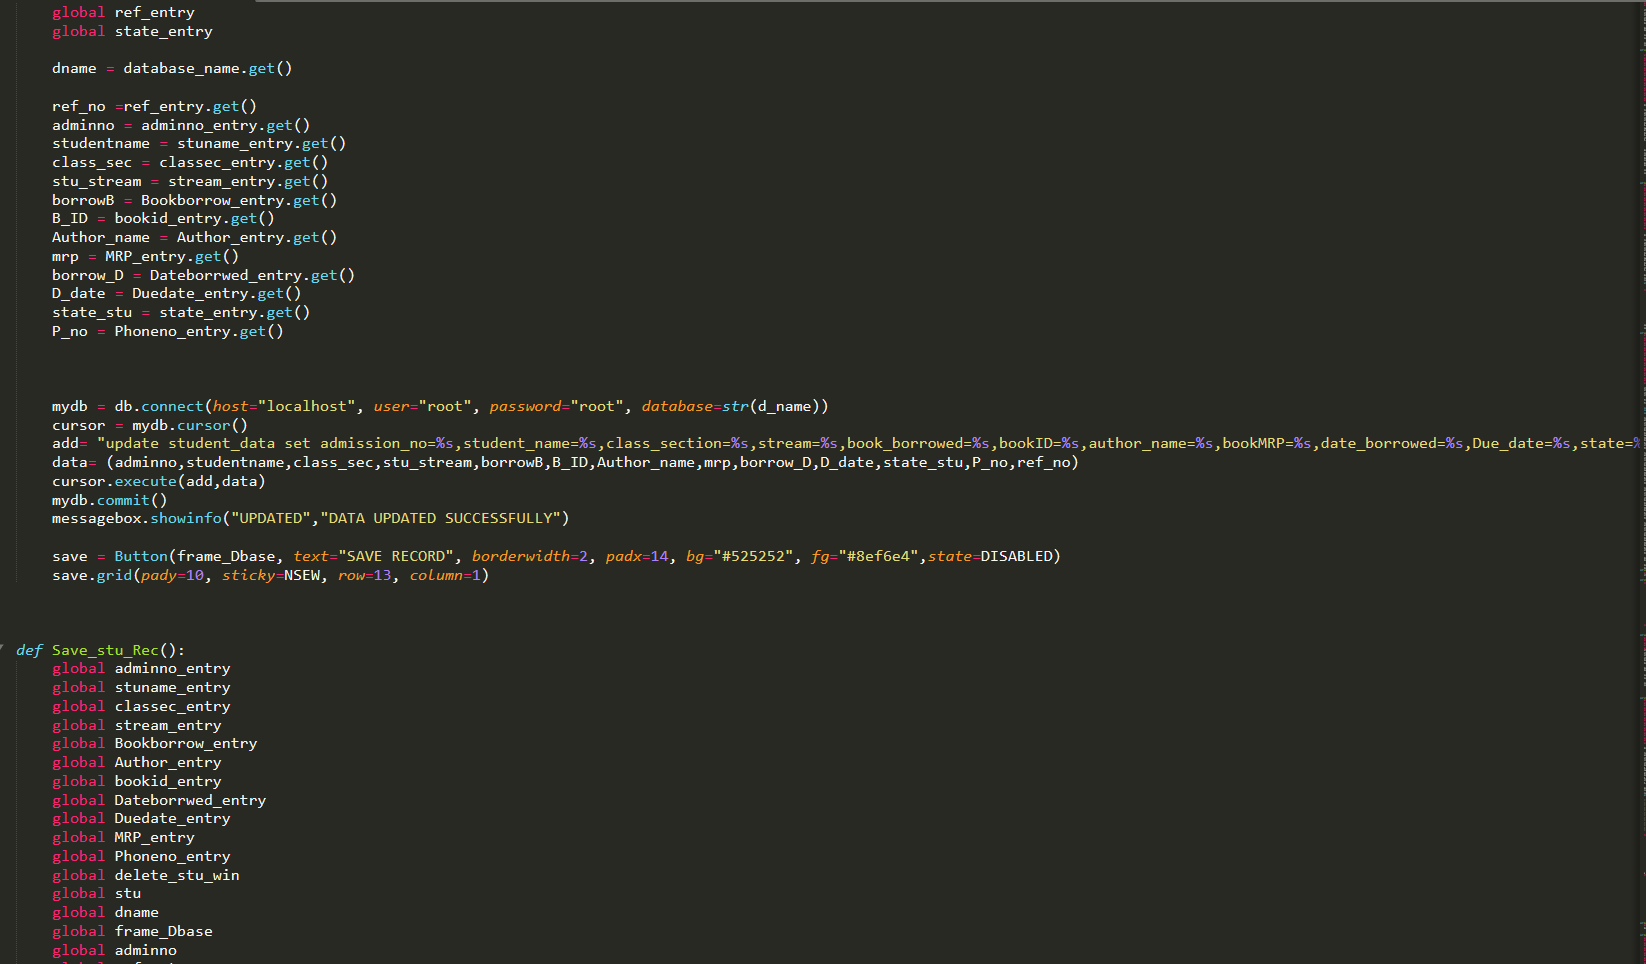 global ref_entry
global state_entry
dname = database_name.get()
ref_no =ref_entry.get()
adminno = adminno_entry.get()
studentname = stuname_entry.get()
class_sec = classec_entry.get()
stu_stream = stream_entry.get()
borrowB = Bookborrow_entry.get()
B_ID = bookid_entry.get()
Author_name = Author_entry.get()
mrp = MRP_entry.get()
borrow_D = Dateborrwed_entry.get()
D_date = Duedate_entry.get()
state_stu = state_entry.get()
P_no = Phoneno_entry.get()
mydb = db.connect(host="localhost", user="root", password="root", database=str(d_name))
cursor = mydb.cursor()
add= "update student_data set admission_no=%s,student_name=%s,class_section=%s,stream=%s,book_borrowed=%s,bookID=%s,author_name=%s,bookMRP=%s,date_borrowed=%s,Due_date=%s,state=%
data= (adminno,studentname,class_sec,stu_stream,borrowB,B_ID,Author_name,mrp,borrow_D,D_date,state_stu,P_no,ref_no)
cursor.execute(add,data)
mydb.commit()
messagebox.showinfo("UPDATED","DATA UPDATED SUCCESSFULLY")
save = Button(frame_Dbase, text="SAVE RECORD", borderwidth=2, padx=14, bg="#525252", fg="#8ef6e4",state=DISABLED)
save.grid(pady=10, sticky=NSEW, row=13, column=1)
def Save_stu_Rec():
global adminno_entry
global stuname_entry
global classec_entry
global stream_entry
global Bookborrow_entry
global Author_entry
global bookid_entry
global Dateborrwed_entry
global Duedate_entry
global MRP_entry
global Phoneno_entry
global delete_stu_win
global stu
global dname
global frame_Dbase
global adminno